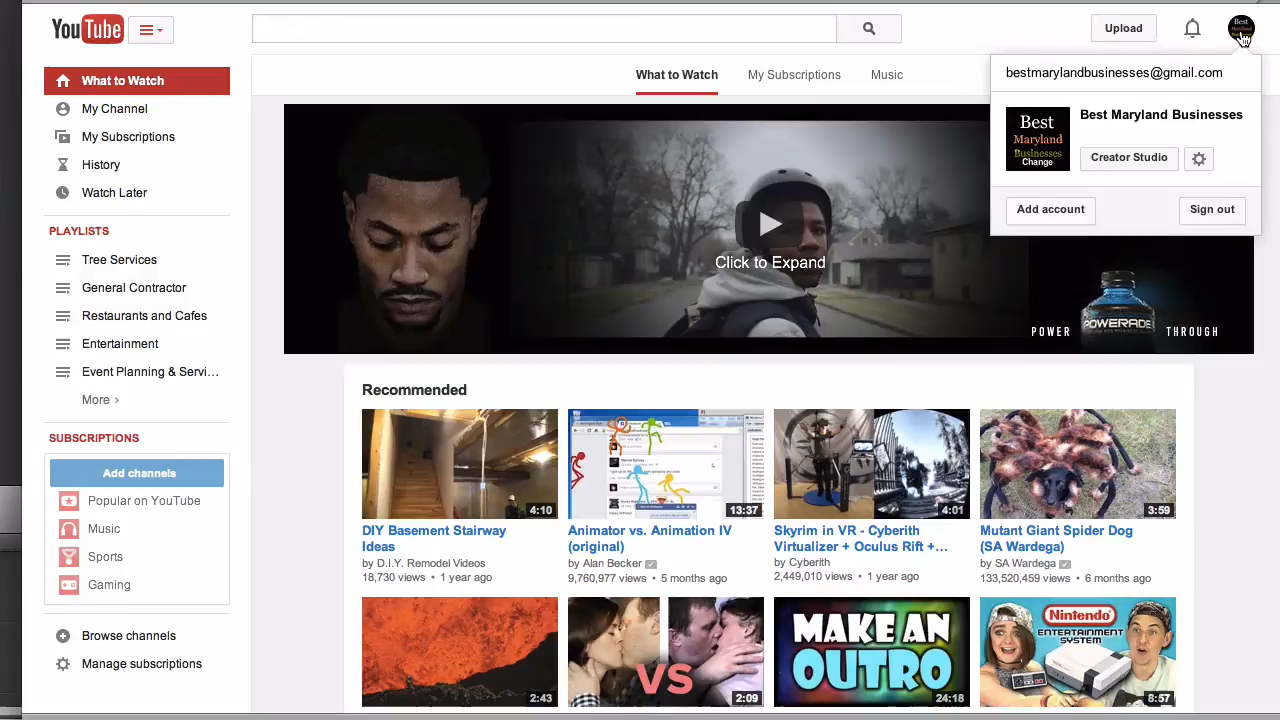 YouTube
Upload
What to Watch
My Channel
My Subscriptions
History
Watch Later
PLAYLISTS
Tree Services
General Contractor
Restaurants and Cafes
Entertainment
Event Planning & Servi...
More ›
SUBSCRIPTIONS
Add channels
Popular on YouTube
Music
Sports
Gaming
Browse channels
Manage subscriptions
What to Watch My Subscriptions Music
bestmarylandbusinesses@gmail.com
Best Maryland Businesses
Best
Maryland
Businesses
Change
Creator Studio
Add account Sign out
Click to Expand
POWERADE
POWER THROUGH
Recommended
4:10
13:37
4:01
3:59
DIY Basement Stairway
Ideas
by D.I.Y. Remodel Videos
18,730 views • 1 year ago
Animator vs. Animation IV
(original)
by Alan Becker
9,760,977 views • 5 months ago
Skyrim in VR - Cyberith
Virtualizer + Oculus Rift +...
by Cyberith
2,449,010 views • 1 year ago
Mutant Giant Spider Dog
(SA Wardega)
by SA Wardega
133,520,459 views • 6 months ago
2:43
VS
2:09
MAKE AN
OUTRO
24:18
Nintendo
ENTERTAINMENT
SYSTEM
8:57